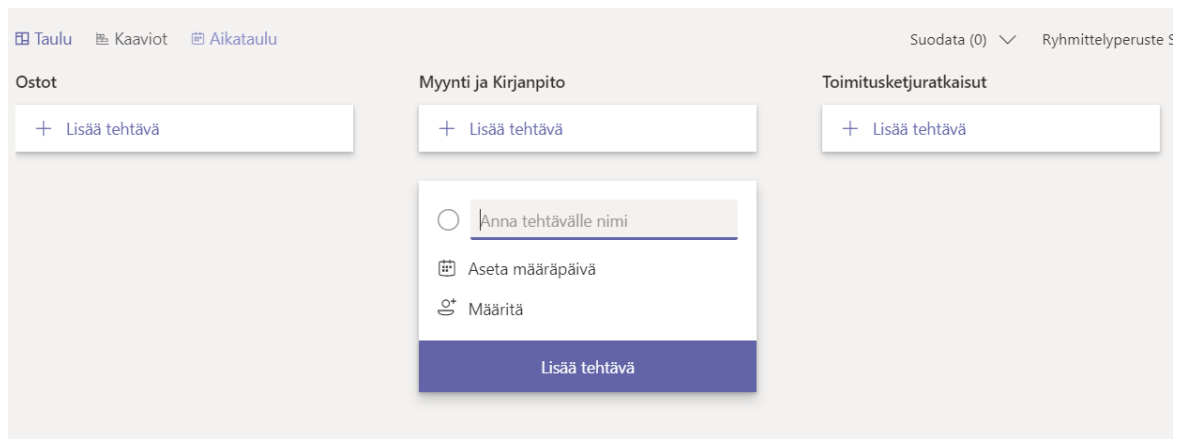 Taulu Kaaviot Aikataulu Suodata (0) Ryhmittelyperuste S
Ostot Myynti ja Kirjanpito Toimitusketjuratkaisut
+ Lisää tehtävä + Lisää tehtävä + Lisää tehtävä
Anna tehtävälle nimi
Aseta määräpäivä
Määritä
Lisää tehtävä